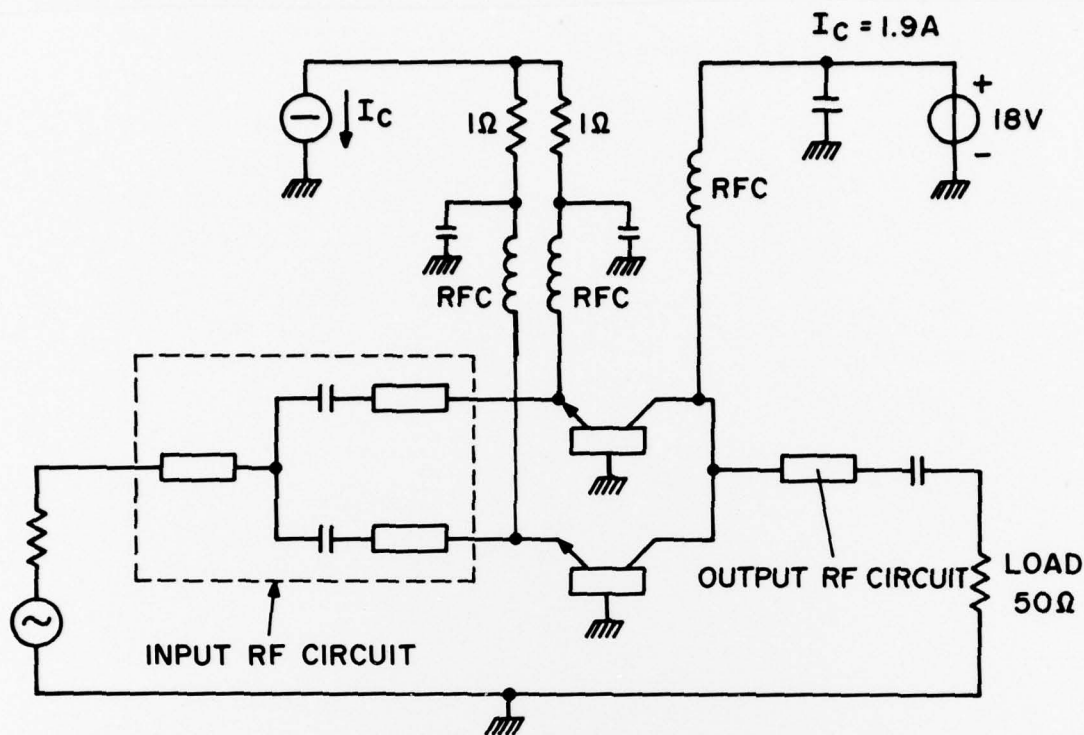 I_C = 1.9A
I_C
1Ω
1Ω
+
18V
-
RFC
RFC
RFC
OUTPUT RF CIRCUIT
LOAD
50Ω
INPUT RF CIRCUIT